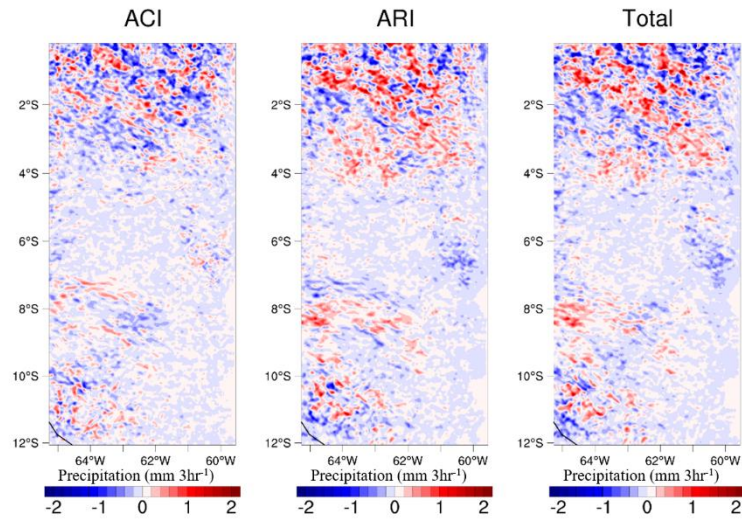 ACI ARI Total
2°S 2°S 2°S
4°S 4°S 4°S
6°S 6°S 6°S
8°S 8°S 8°S
10°S 10°S 10°S
12°S 12°S 12°S
64°W 62°W 60°W 64°W 62°W 60°W 64°W 62°W 60°W
Precipitation (mm 3hr⁻¹) Precipitation (mm 3hr⁻¹) Precipitation (mm 3hr⁻¹)
-2 -1 0 1 2 -2 -1 0 1 2 -2 -1 0 1 2